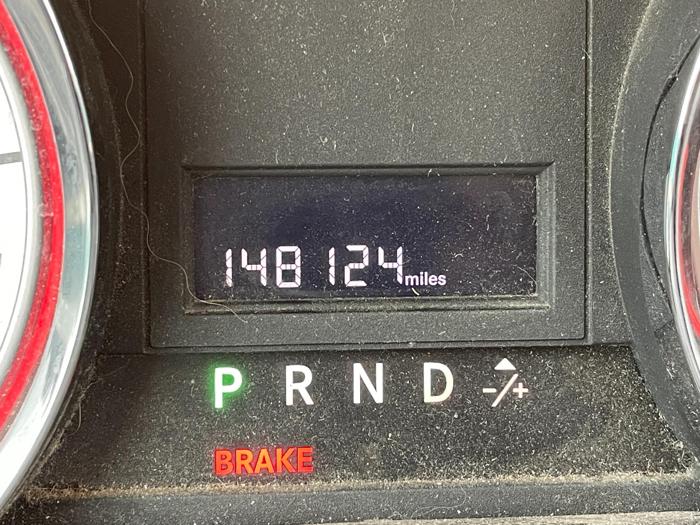 148124 miles
P R N D -/+
BRAKE